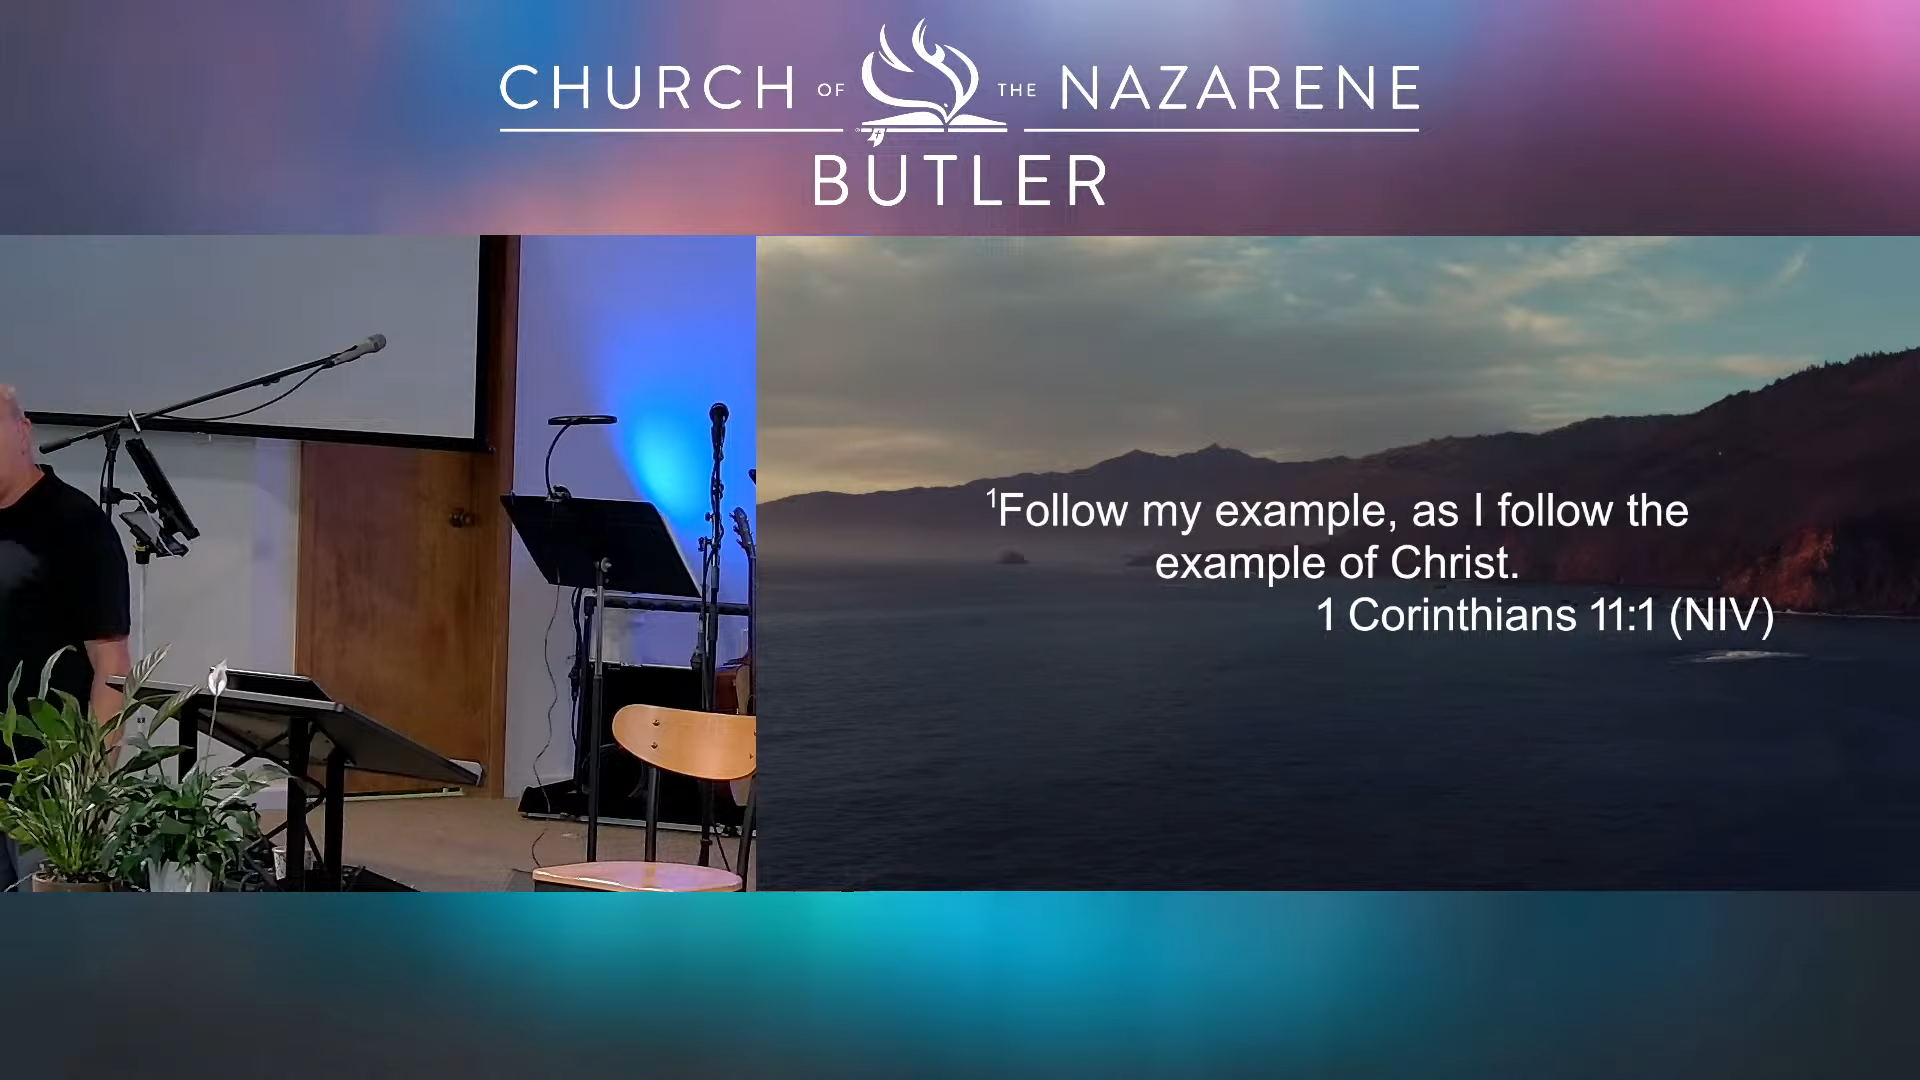 CHURCH OF THE NAZARENE
BUTLER
¹Follow my example, as I follow the
example of Christ.
1 Corinthians 11:1 (NIV)